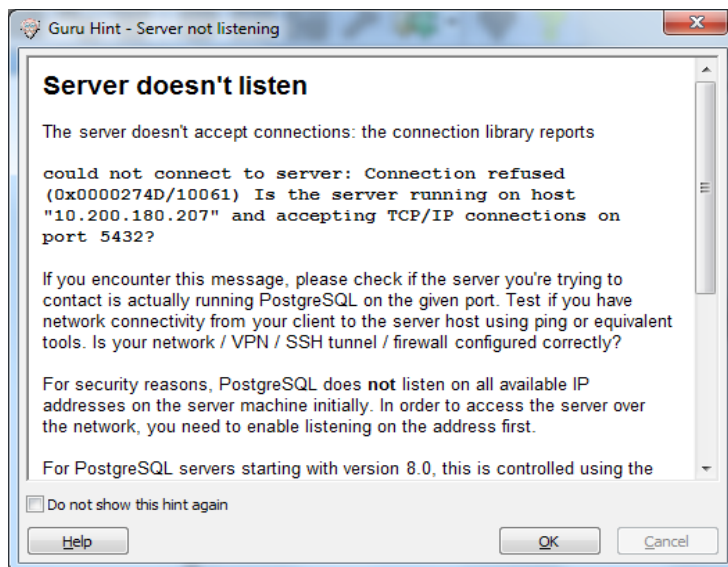 Guru Hint - Server not listening
Server doesn't listen
The server doesn't accept connections: the connection library reports
could not connect to server: Connection refused
(0x0000274D/10061) Is the server running on host
"10.200.180.207" and accepting TCP/IP connections on
port 5432?
If you encounter this message, please check if the server you're trying to
contact is actually running PostgreSQL on the given port. Test if you have
network connectivity from your client to the server host using ping or equivalent
tools. Is your network / VPN / SSH tunnel / firewall configured correctly?
For security reasons, PostgreSQL does not listen on all available IP
addresses on the server machine initially. In order to access the server over
the network, you need to enable listening on the address first.
For PostgreSQL servers starting with version 8.0, this is controlled using the
Do not show this hint again
Help
OK
Cancel